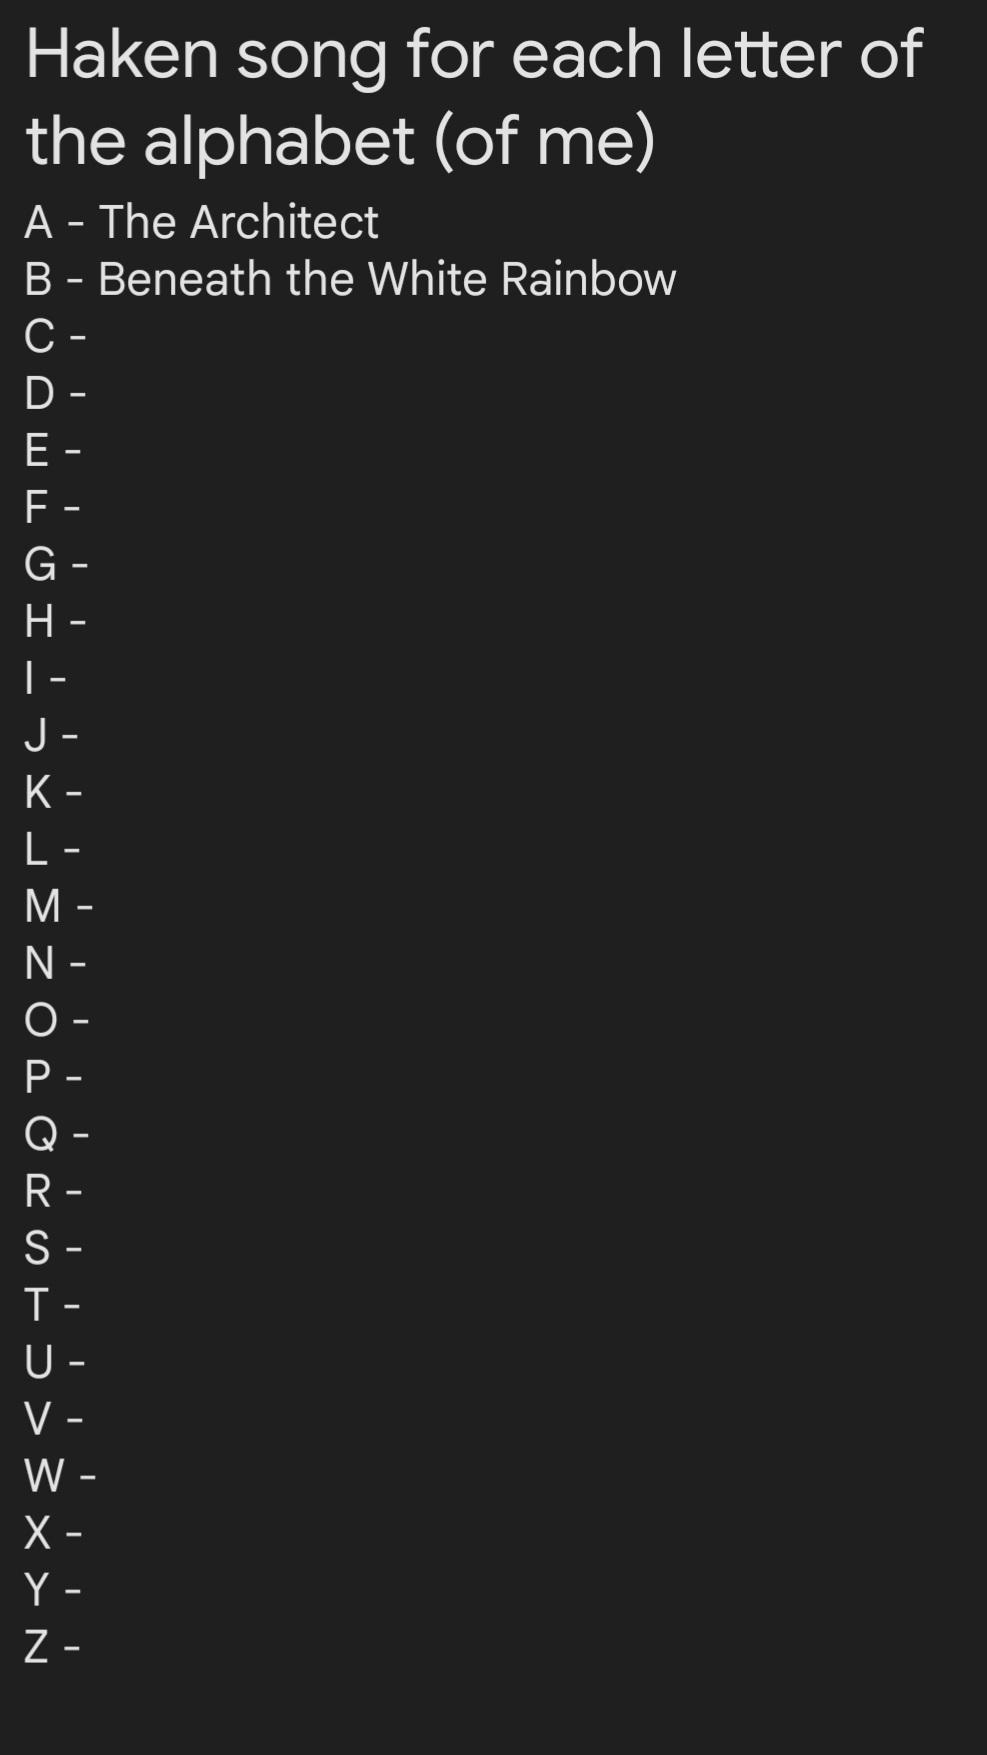 Haken song for each letter of
the alphabet (of me)
A - The Architect
B - Beneath the White Rainbow
C -
D -
E -
F -
G -
H -
I -
J -
K -
L -
M -
N -
O -
P -
Q -
R -
S -
T -
U -
V -
W -
X -
Y -
Z -